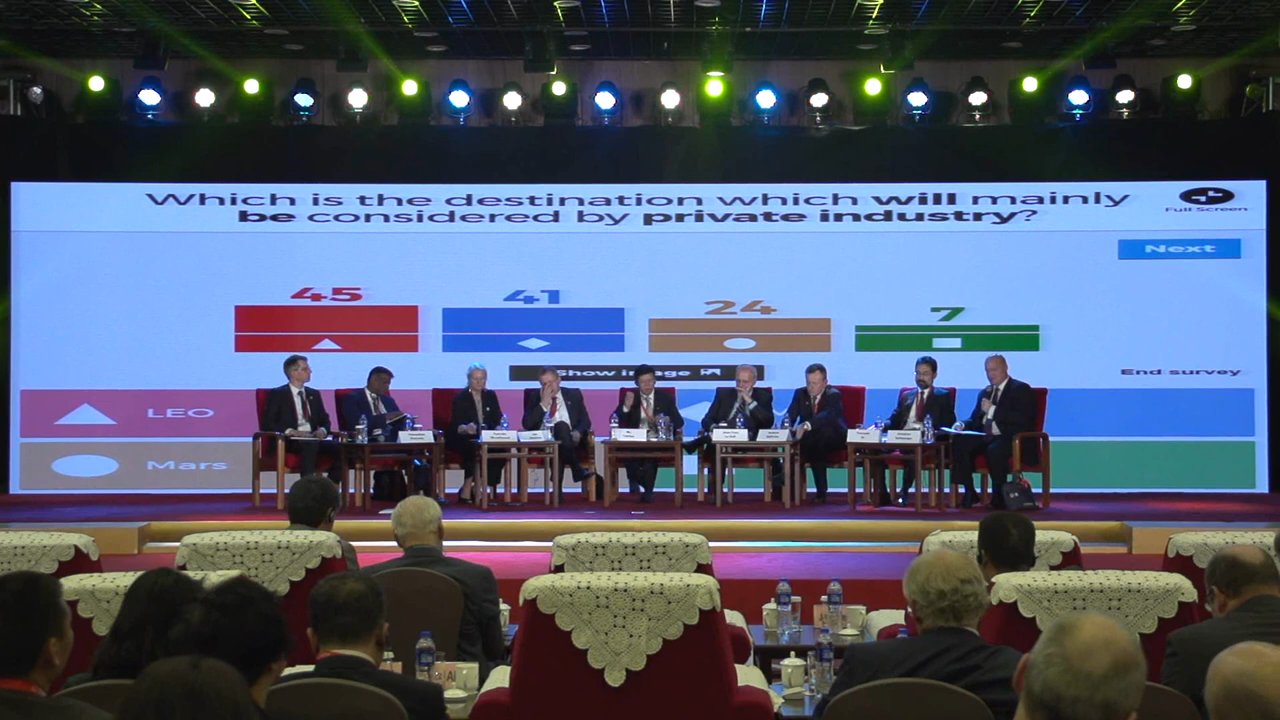 Which is the destination which will mainly
be considered by private industry?
Full Screen
Next
45
41
24
7
Show image
End survey
LEO
Mars